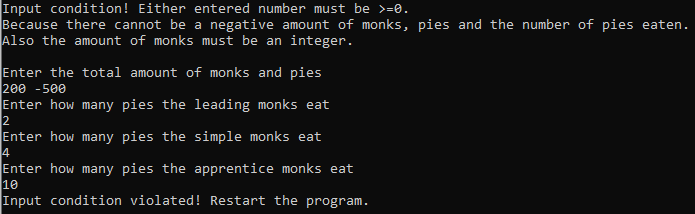 Input condition! Either entered number must be >=0.
Because there cannot be a negative amount of monks, pies and the number of pies eaten.
Also the amount of monks must be an integer.
Enter the total amount of monks and pies
200 -500
Enter how many pies the leading monks eat
2
Enter how many pies the simple monks eat
4
Enter how many pies the apprentice monks eat
10
Input condition violated! Restart the program.